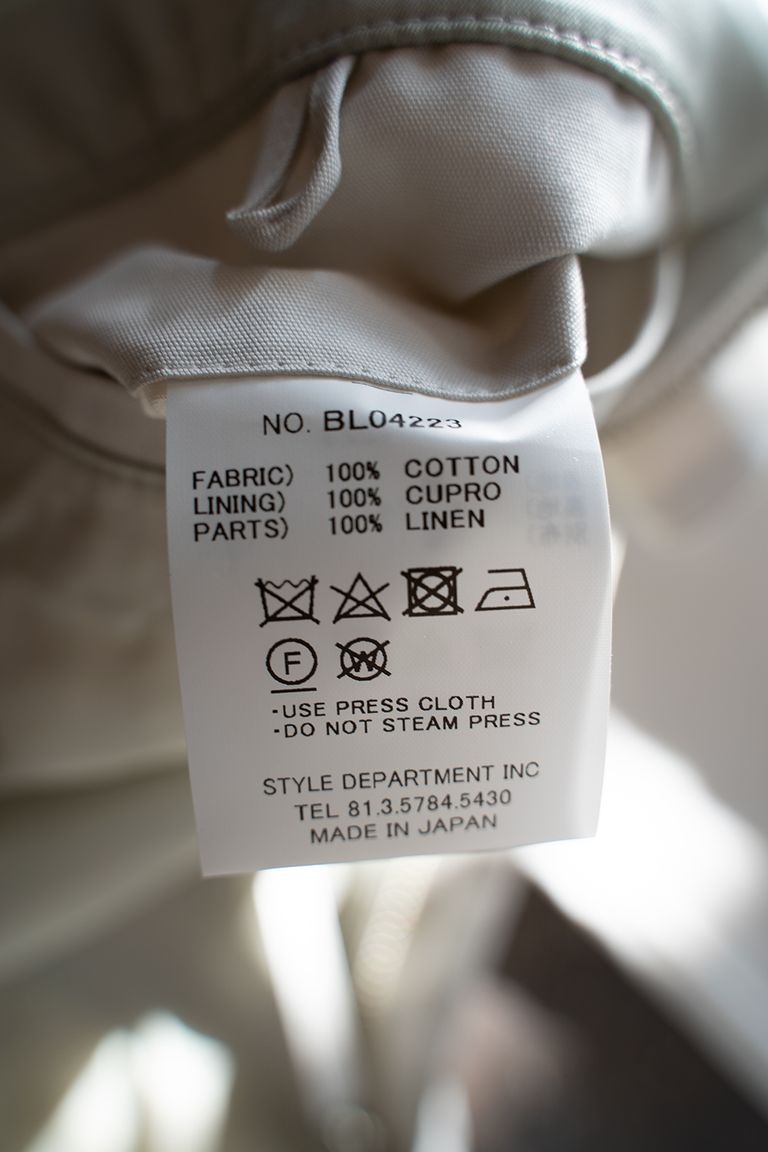 NO. BL04223
FABRIC) 100% COTTON
LINING) 100% CUPRO
PARTS) 100% LINEN
F W
-USE PRESS CLOTH
-DO NOT STEAM PRESS
STYLE DEPARTMENT INC
TEL 81.3.5784.5430
MADE IN JAPAN